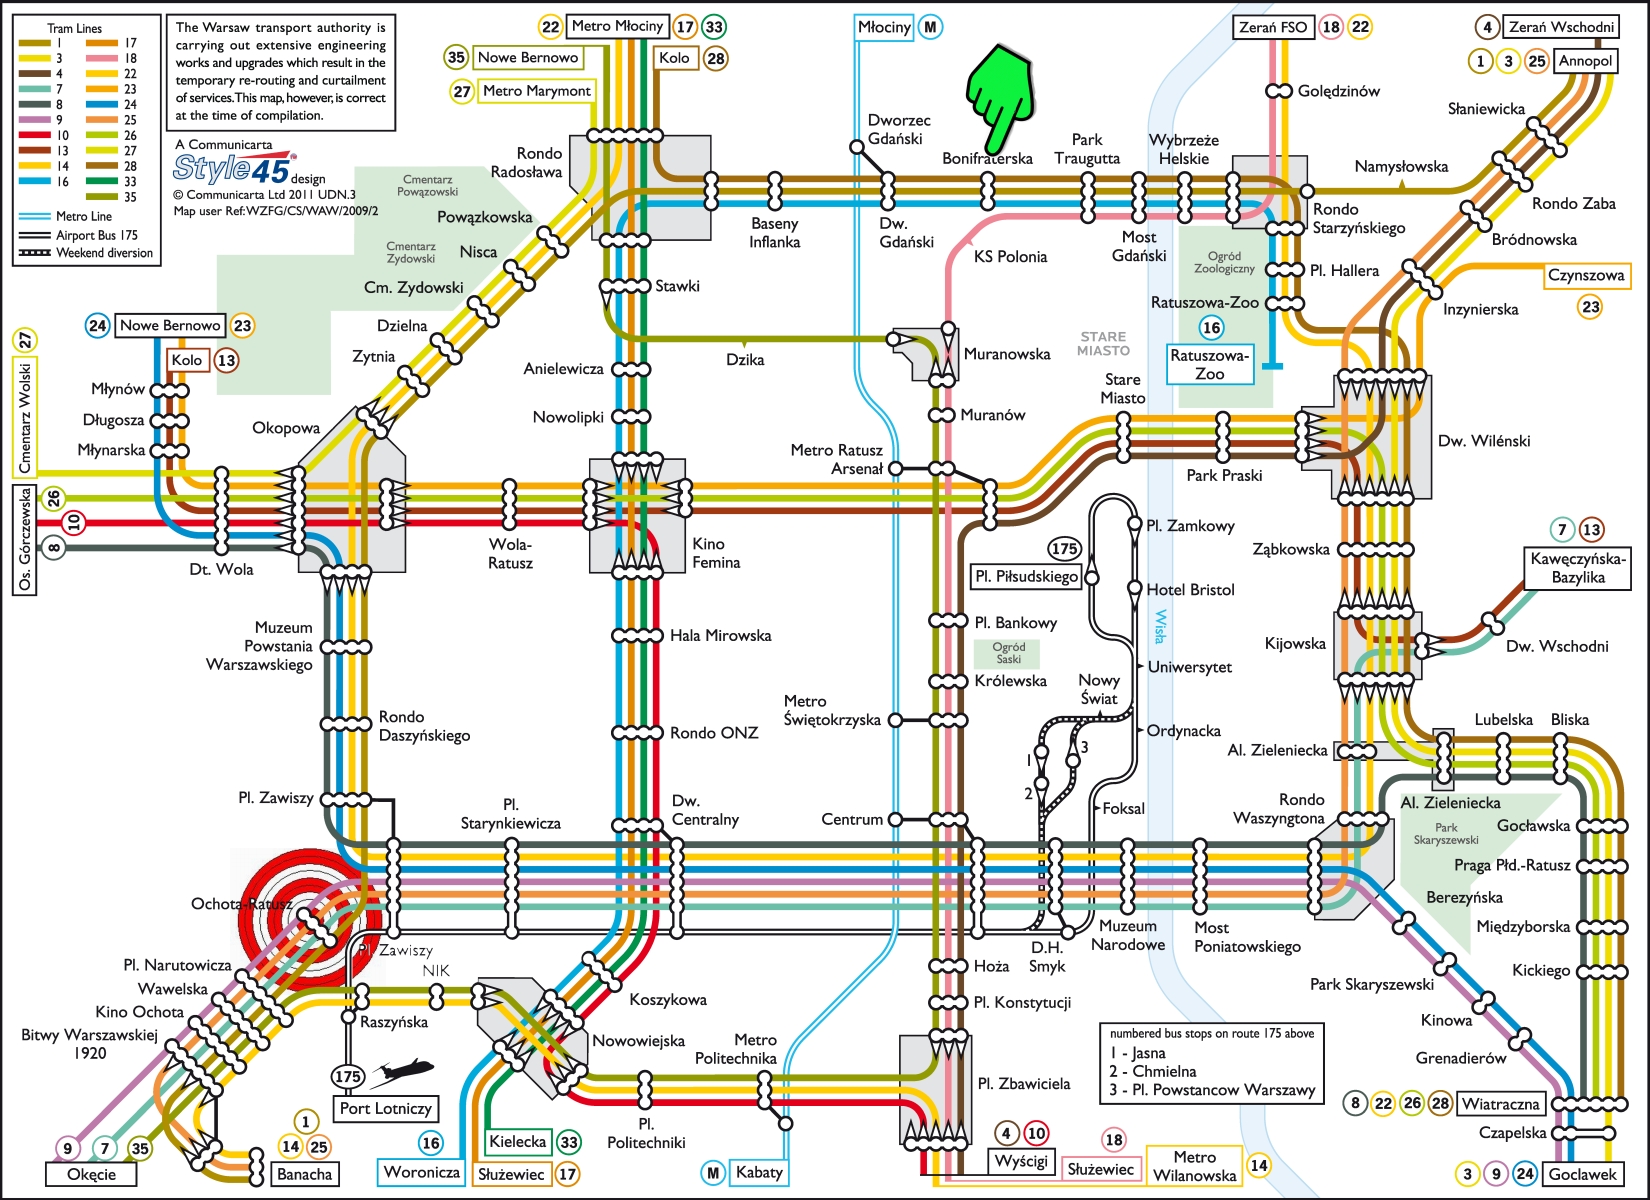 Tram Lines
1
3
4
7
8
9
10
13
14
16
17
18
22
23
24
25
26
27
28
33
35
Metro Line
Airport Bus 175
Weekend diversion
The Warsaw transport authority is
carrying out extensive engineering
works and upgrades which result in the
temporary re-routing and curtailment
of services. This map, however, is correct
at the time of compilation.
A Communicarta
Style 45
design
© Communicarta Ltd 2011 UDN.3
Map user Ref:WZFG/CS/WAW/2009/2
22 Metro Młociny 17 33
35 Nowe Bernowo
Kolo 28
27 Metro Marymont
Młociny M
Zerań FSO 18 22
4 Zerań Wschodni
1 3 25 Annopol
Golędzinów
Słaniewicka
Dworzec
Gdański
Bonifraterska
Park
Traugutta
Wybrzeże
Helskie
Namysłowska
Rondo
Radosława
Cmentarz
Powązowski
Powązkowska
Cmentarz
Zydowski
Nisca
Cm. Zydowski
Dzielna
Zytnia
Baseny
Inflanka
Dw.
Gdański
KS Polonia
Most
Gdański
Rondo
Starzyńskiego
Rondo Zaba
Bródnowska
Ogród
Zoologiczny
Pl. Hallera
Ratuszowa-Zoo
16
Ratuszowa-
Zoo
Czynszowa
23
Inzynierska
Stawki
24 Nowe Bernowo 23
Kolo 13
27
Cmentarz Wolski
Młynów
Długosza
Młynarska
Okopowa
Anielewicza
Nowolipki
Dzika
Muranowska
STARE
MIASTO
Stare
Miasto
Muranów
Metro Ratusz
Arsenał
Park Praski
Dw. Wilénski
Os. Górczewska
26
10
8
Dt. Wola
Wola-
Ratusz
Kino
Femina
Pl. Zamkowy
175
Pl. Piłsudskiego
Hotel Bristol
Ząbkowska
7 13
Kawęczyńska-
Bazylika
Kijowska
Dw. Wschodni
Muzeum
Powstania
Warszawskiego
Hala Mirowska
Pl. Bankowy
Ogród
Saski
Wisła
Uniwersytet
Królewska
Nowy
Świat
Metro
Świętokrzyska
Ordynacka
Rondo
Daszyńskiego
Rondo ONZ
1
2
3
Foksal
Al. Zieleniecka
Lubelska
Bliska
Al. Zieleniecka
Pl. Zawiszy
Pl.
Starynkiewicza
Dw.
Centralny
Centrum
Rondo
Waszyngtona
Park
Skaryszewski
Gocławska
Praga Płd.-Ratusz
Berezyńska
Międzyborska
Kickiego
Ochota-Ratusz
Pl Zawiszy
Pl. Narutowicza
Wawelska
Kino Ochota
Bitwy Warszawskiej
1920
NIK
Raszyńska
Koszykowa
Nowowiejska
Hoża
Pl. Konstytucji
D.H.
Smyk
Muzeum
Narodowe
Most
Poniatowskiego
Park Skaryszewski
Kinowa
Grenadierów
Metro
Politechnika
Pl. Zbawiciela
numbered bus stops on route 175 above
1 - Jasna
2 - Chmielna
3 - Pl. Powstancow Warszawy
175
Port Lotniczy
Pl.
Politechniki
8 22 26 28 Wiatraczna
Czapelska
9 7 35
Okęcie
1
14 25
Banacha
16
Woronicza
Kielecka 33
Służewiec 17
M Kabaty
4 10
Wyścigi
18
Służewiec
Metro
Wilanowska
14
3 9 24 Goclawek